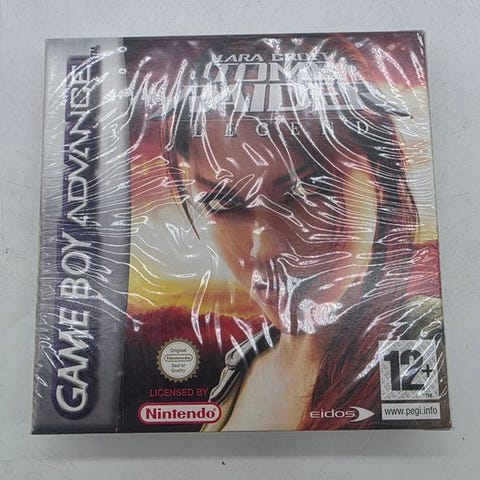 GAME BOY ADVANCE™
LARA CROFT
TOMB
RAIDER
LEGEND
Original
Nintendo
Seal of
Quality
LICENSED BY
Nintendo
eidos
12+
www.pegi.info